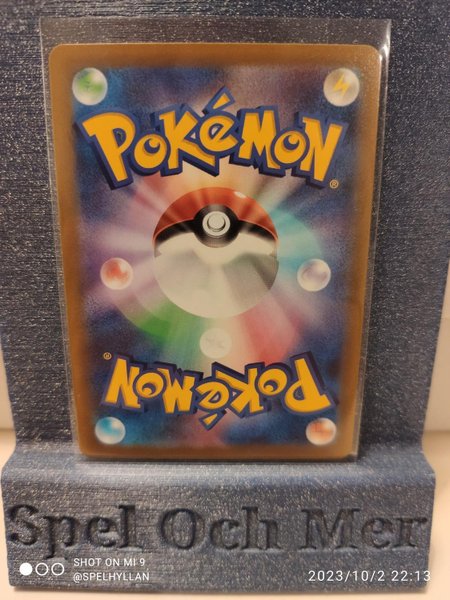 POKéMON®
POKéMON®
Spel Och Mer
SHOT ON MI 9
@SPELHYLLAN
2023/10/2 22:13